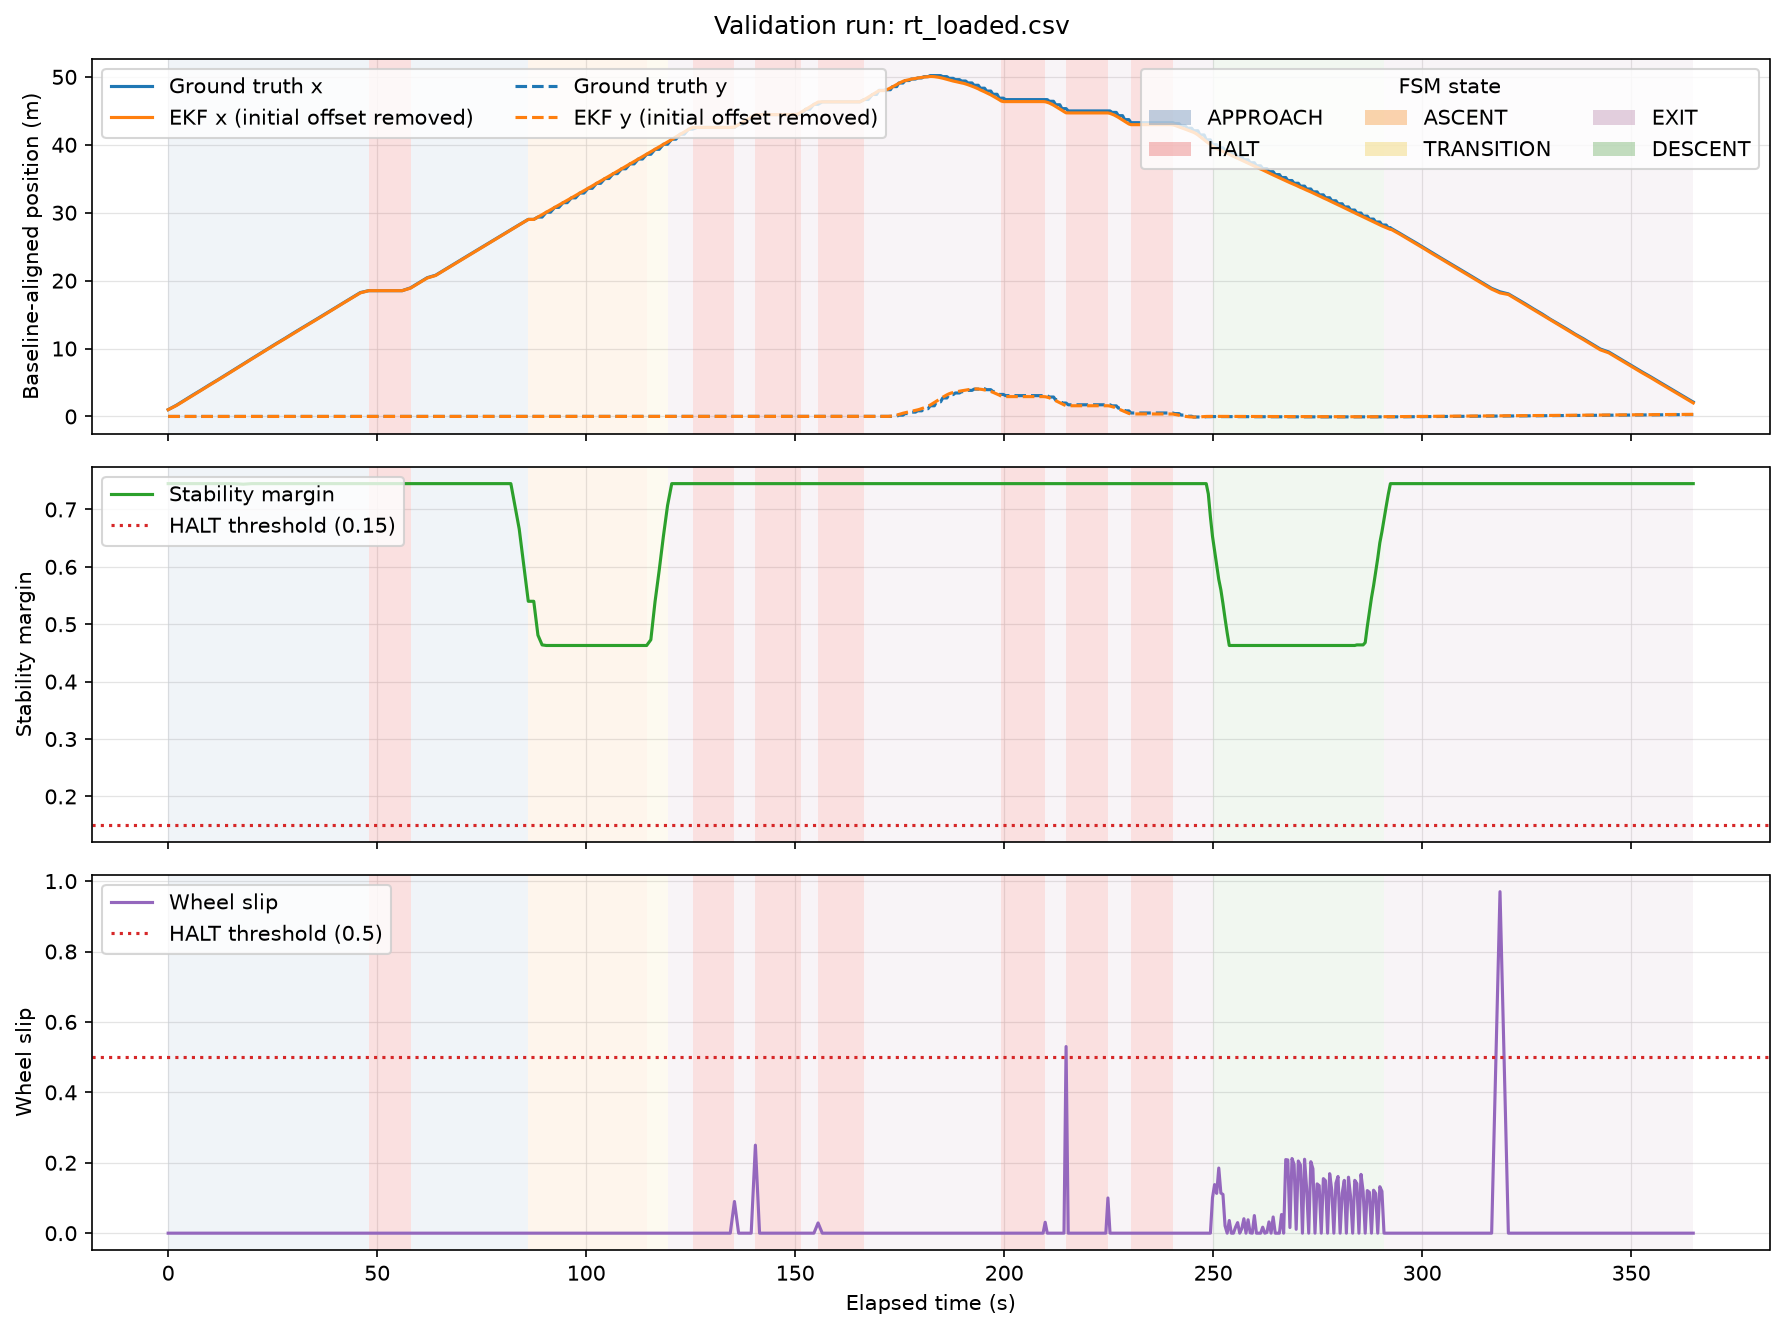 Validation run: rt_loaded.csv
Baseline-aligned position (m)
50
40
30
20
10
0
Ground truth x
EKF x (initial offset removed)
Ground truth y
EKF y (initial offset removed)
FSM state
APPROACH
HALT
ASCENT
TRANSITION
EXIT
DESCENT
Stability margin
0.7
0.6
0.5
0.4
0.3
0.2
Stability margin
HALT threshold (0.15)
Wheel slip
1.0
0.8
0.6
0.4
0.2
0.0
Wheel slip
HALT threshold (0.5)
0 50 100 150 200 250 300 350
Elapsed time (s)